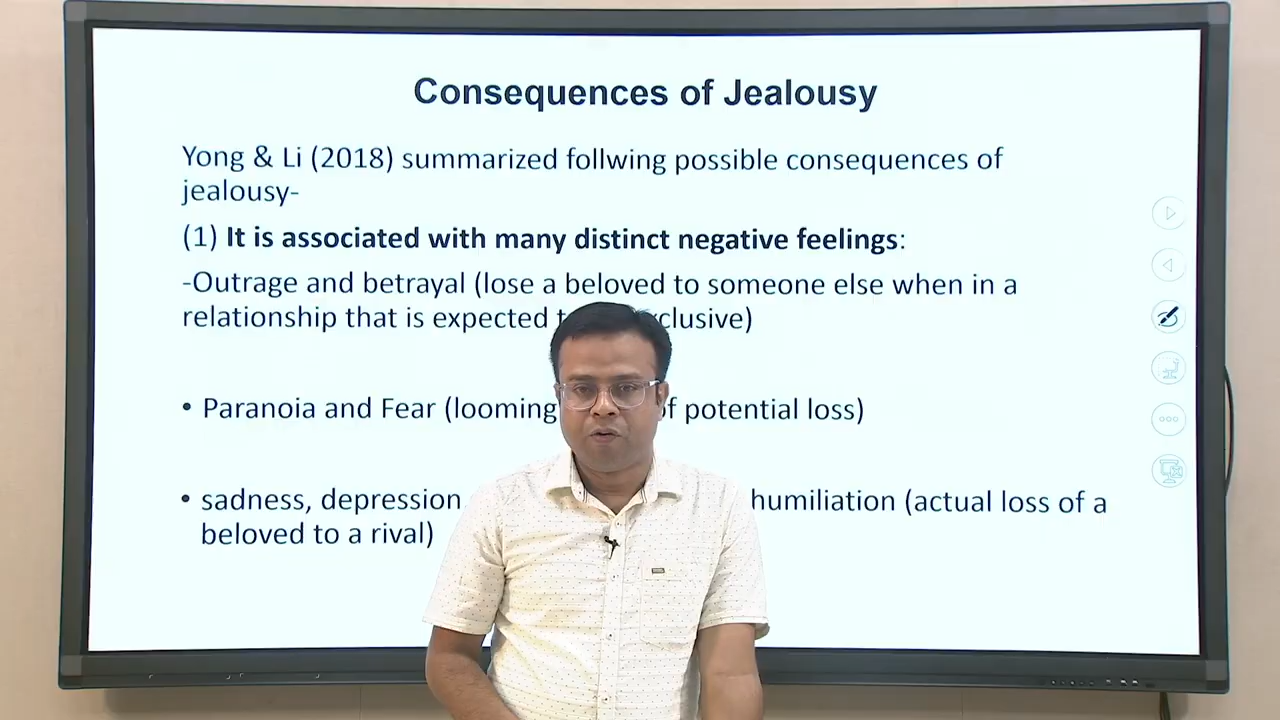 Consequences of Jealousy
Yong & Li (2018) summarized follwing possible consequences of
jealousy-
(1) It is associated with many distinct negative feelings:
-Outrage and betrayal (lose a beloved to someone else when in a
relationship that is expected clusive)
• Paranoia and Fear (looming of potential loss)
• sadness, depression humiliation (actual loss of a
beloved to a rival)